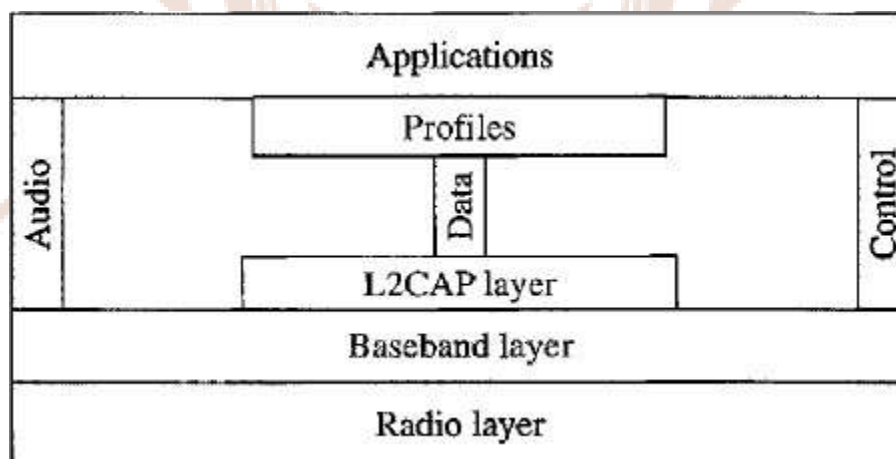 Applications
Profiles
Audio
Data
Control
L2CAP layer
Baseband layer
Radio layer